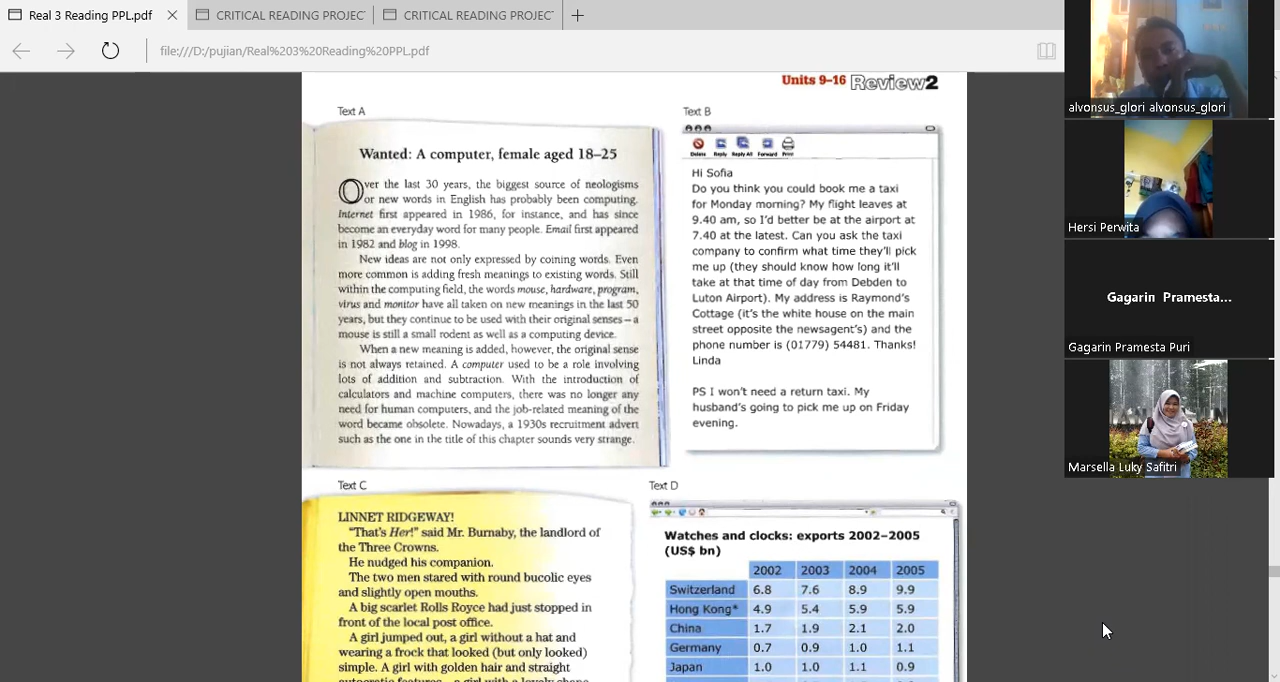 Real 3 Reading PPL.pdf
CRITICAL READING PROJECT
CRITICAL READING PROJECT
file:///D:/pujian/Real%203%20Reading%20PPL.pdf
Units 9–16 Review2
Text A
Wanted: A computer, female aged 18–25
Over the last 30 years, the biggest source of neologisms
or new words in English has probably been computing.
Internet first appeared in 1986, for instance, and has since
become an everyday word for many people. Email first appeared
in 1982 and blog in 1998.
New ideas are not only expressed by coining words. Even
more common is adding fresh meanings to existing words. Still
within the computing field, the words mouse, hardware, program,
virus and monitor have all taken on new meanings in the last 50
years, but they continue to be used with their original senses – a
mouse is still a small rodent as well as a computing device.
When a new meaning is added, however, the original sense
is not always retained. A computer used to be a role involving
lots of addition and subtraction. With the introduction of
calculators and machine computers, there was no longer any
need for human computers, and the job-related meaning of the
word became obsolete. Nowadays, a 1930s recruitment advert
such as the one in the title of this chapter sounds very strange.
Text B
Delete Reply Reply All Forward Print
Hi Sofia
Do you think you could book me a taxi
for Monday morning? My flight leaves at
9.40 am, so I'd better be at the airport at
7.40 at the latest. Can you ask the taxi
company to confirm what time they'll pick
me up (they should know how long it'll
take at that time of day from Debden to
Luton Airport). My address is Raymond's
Cottage (it's the white house on the main
street opposite the newsagent's) and the
phone number is (01779) 54481. Thanks!
Linda
PS I won't need a return taxi. My
husband's going to pick me up on Friday
evening.
Text C
LINNET RIDGEWAY!
"That's Her!" said Mr. Burnaby, the landlord of
the Three Crowns.
He nudged his companion.
The two men stared with round bucolic eyes
and slightly open mouths.
A big scarlet Rolls Royce had just stopped in
front of the local post office.
A girl jumped out, a girl without a hat and
wearing a frock that looked (but only looked)
simple. A girl with golden hair and straight
autocratic features – a girl with a lovely shape
Text D
Watches and clocks: exports 2002–2005
(US$ bn)
2002 2003 2004 2005
Switzerland 6.8 7.6 8.9 9.9
Hong Kong* 4.9 5.4 5.9 5.9
China 1.7 1.9 2.1 2.0
Germany 0.7 0.9 1.0 1.1
Japan 1.0 1.0 1.1 0.9
alvonsus_glori alvonsus_glori
Hersi Perwita
Gagarin Pramesta...
Gagarin Pramesta Puri
Marsella Luky Safitri